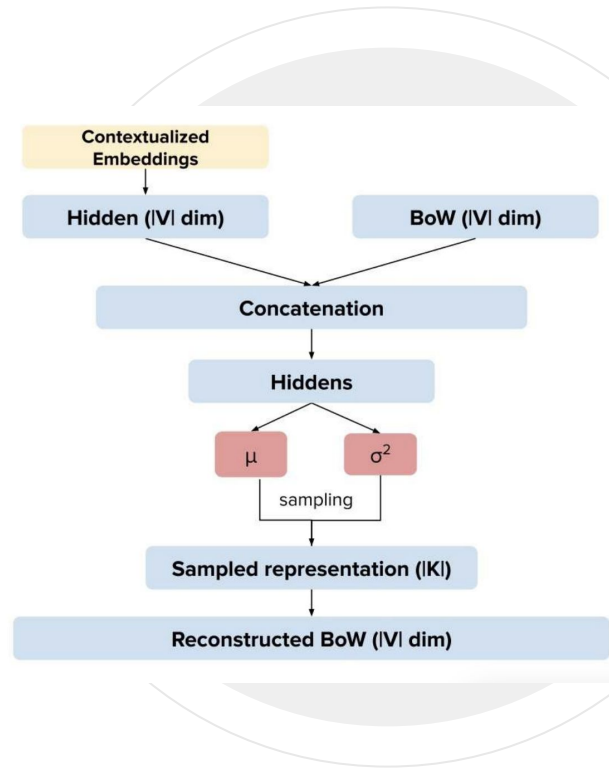 Contextualized
Embeddings
Hidden (|V| dim)
BoW (|V| dim)
Concatenation
Hiddens
μ
σ²
sampling
Sampled representation (|K|)
Reconstructed BoW (|V| dim)